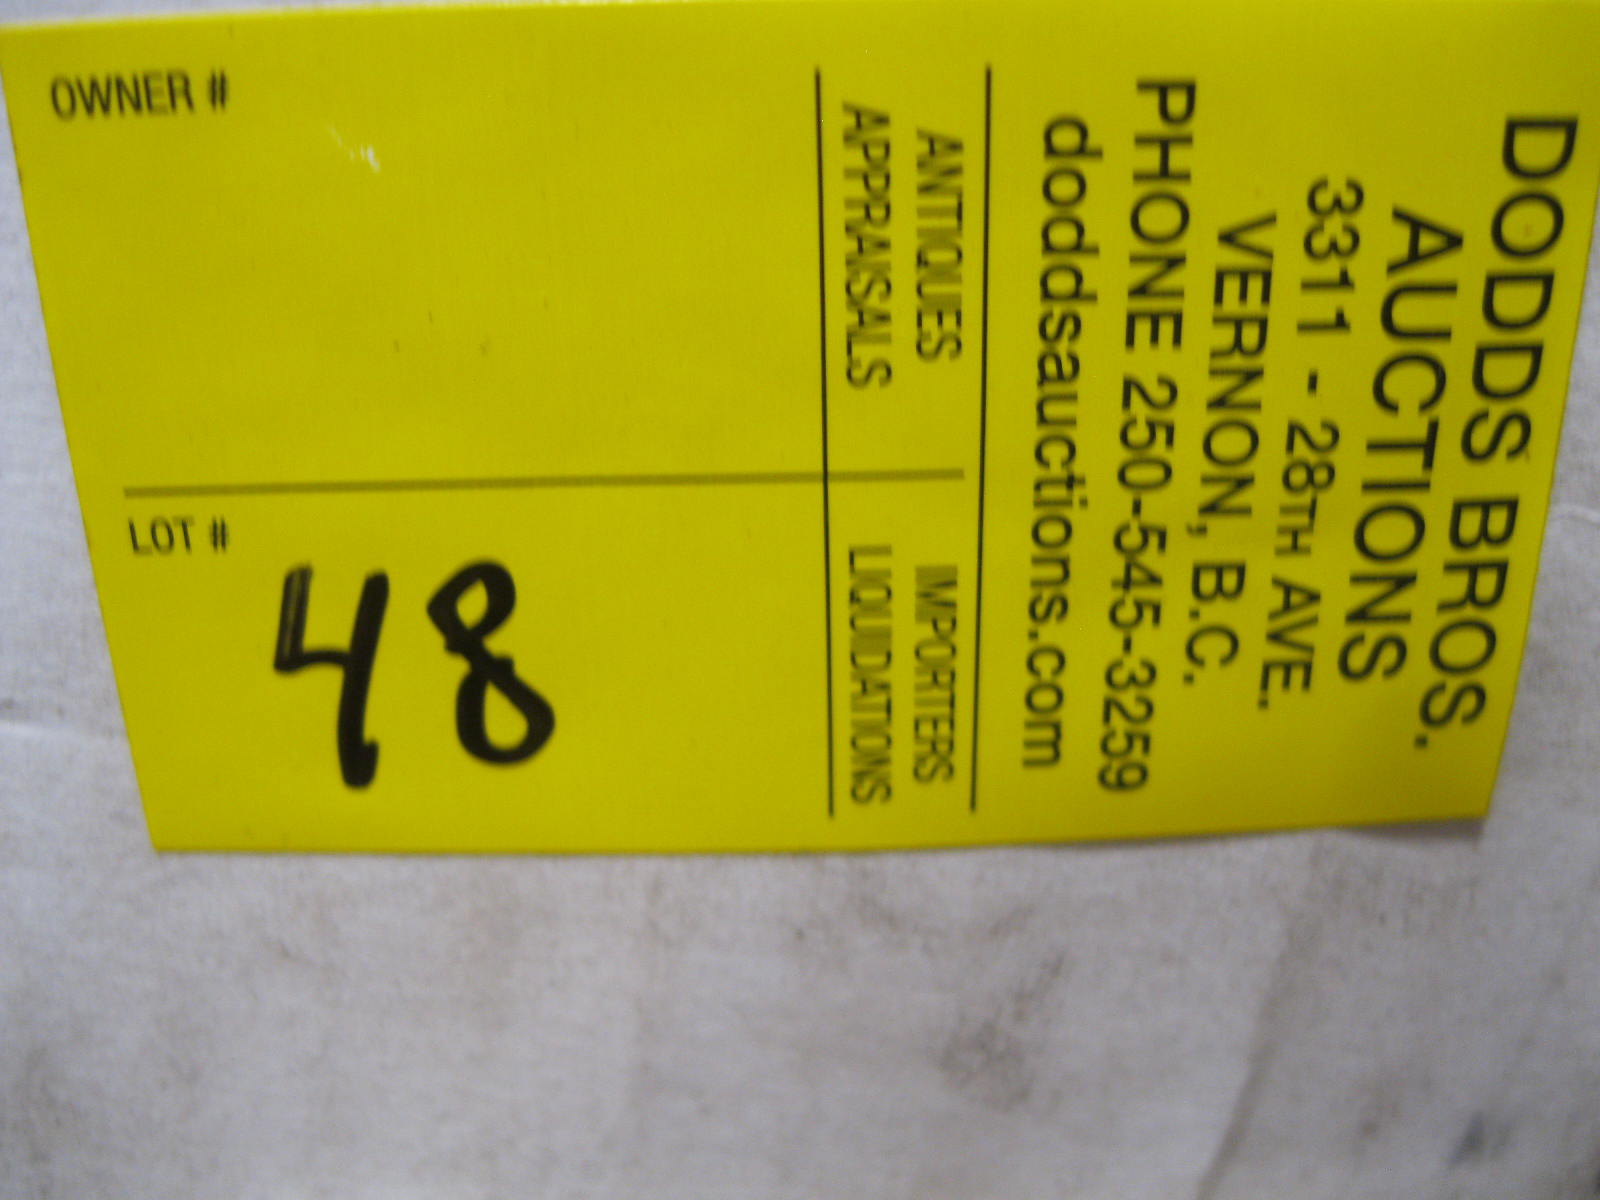 DODDS BROS.
AUCTIONS
3311 - 28TH AVE.
VERNON, B.C.
PHONE 250-545-3259
doddsauctions.com
ANTIQUES IMPORTERS
APPRAISALS LIQUIDATIONS
OWNER #
LOT #
48